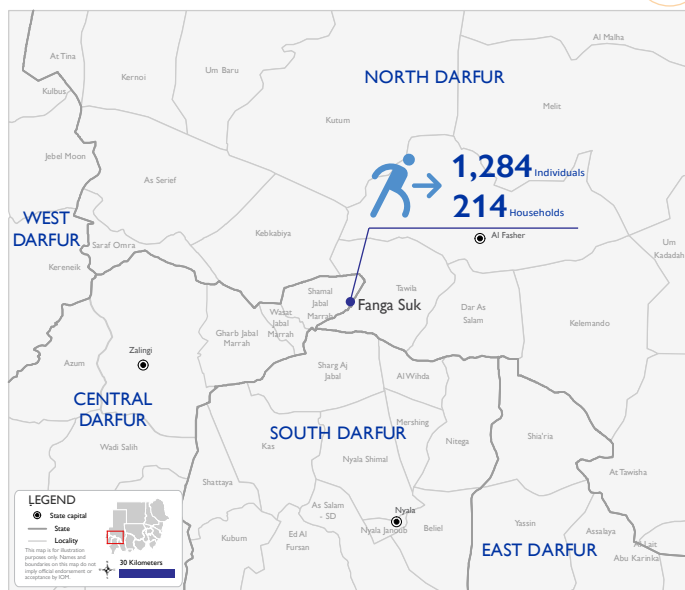 Al Malha
At Tina
Um Baru
Kernoi
NORTH DARFUR
Kulbus
Melit
Kutum
Jebel Moon
1,284 Individuals
As Serief
214 Households
WEST
DARFUR
Al Fasher
Kebkabiya
Saraf Omra
Um
Kadadah
Kereneik
Shamal
Jabal
Marrah
Tawila
Fanga Suk
Wasat
Jabal
Marrah
Dar As
Salam
Kelemando
Gharb Jabal
Marrah
Zalingi
Azum
Sharg Aj
Jabal
Al Wihda
CENTRAL
DARFUR
Mershing
SOUTH DARFUR
Nitega
Shia'ria
Wadi Salih
Kas
Nyala Shimal
At Tawisha
Shattaya
LEGEND
State capital
State
Locality
This map is for illustration
purposes only. Names and
boundaries on this map do not
imply official endorsement or
acceptance by IOM.
30 Kilometers
As Salam
- SD
Nyala
Nyala Janoub
Beliel
Yassin
Kubum
Ed Al
Fursan
Assalaya
EAST DARFUR
Al Lait
Abu Karinka